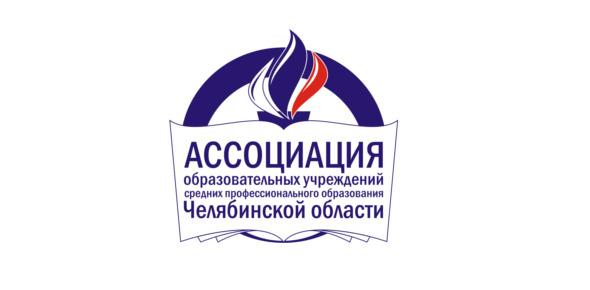 АССОЦИАЦИЯ
образовательных учреждений
средних профессионального образования
Челябинской области